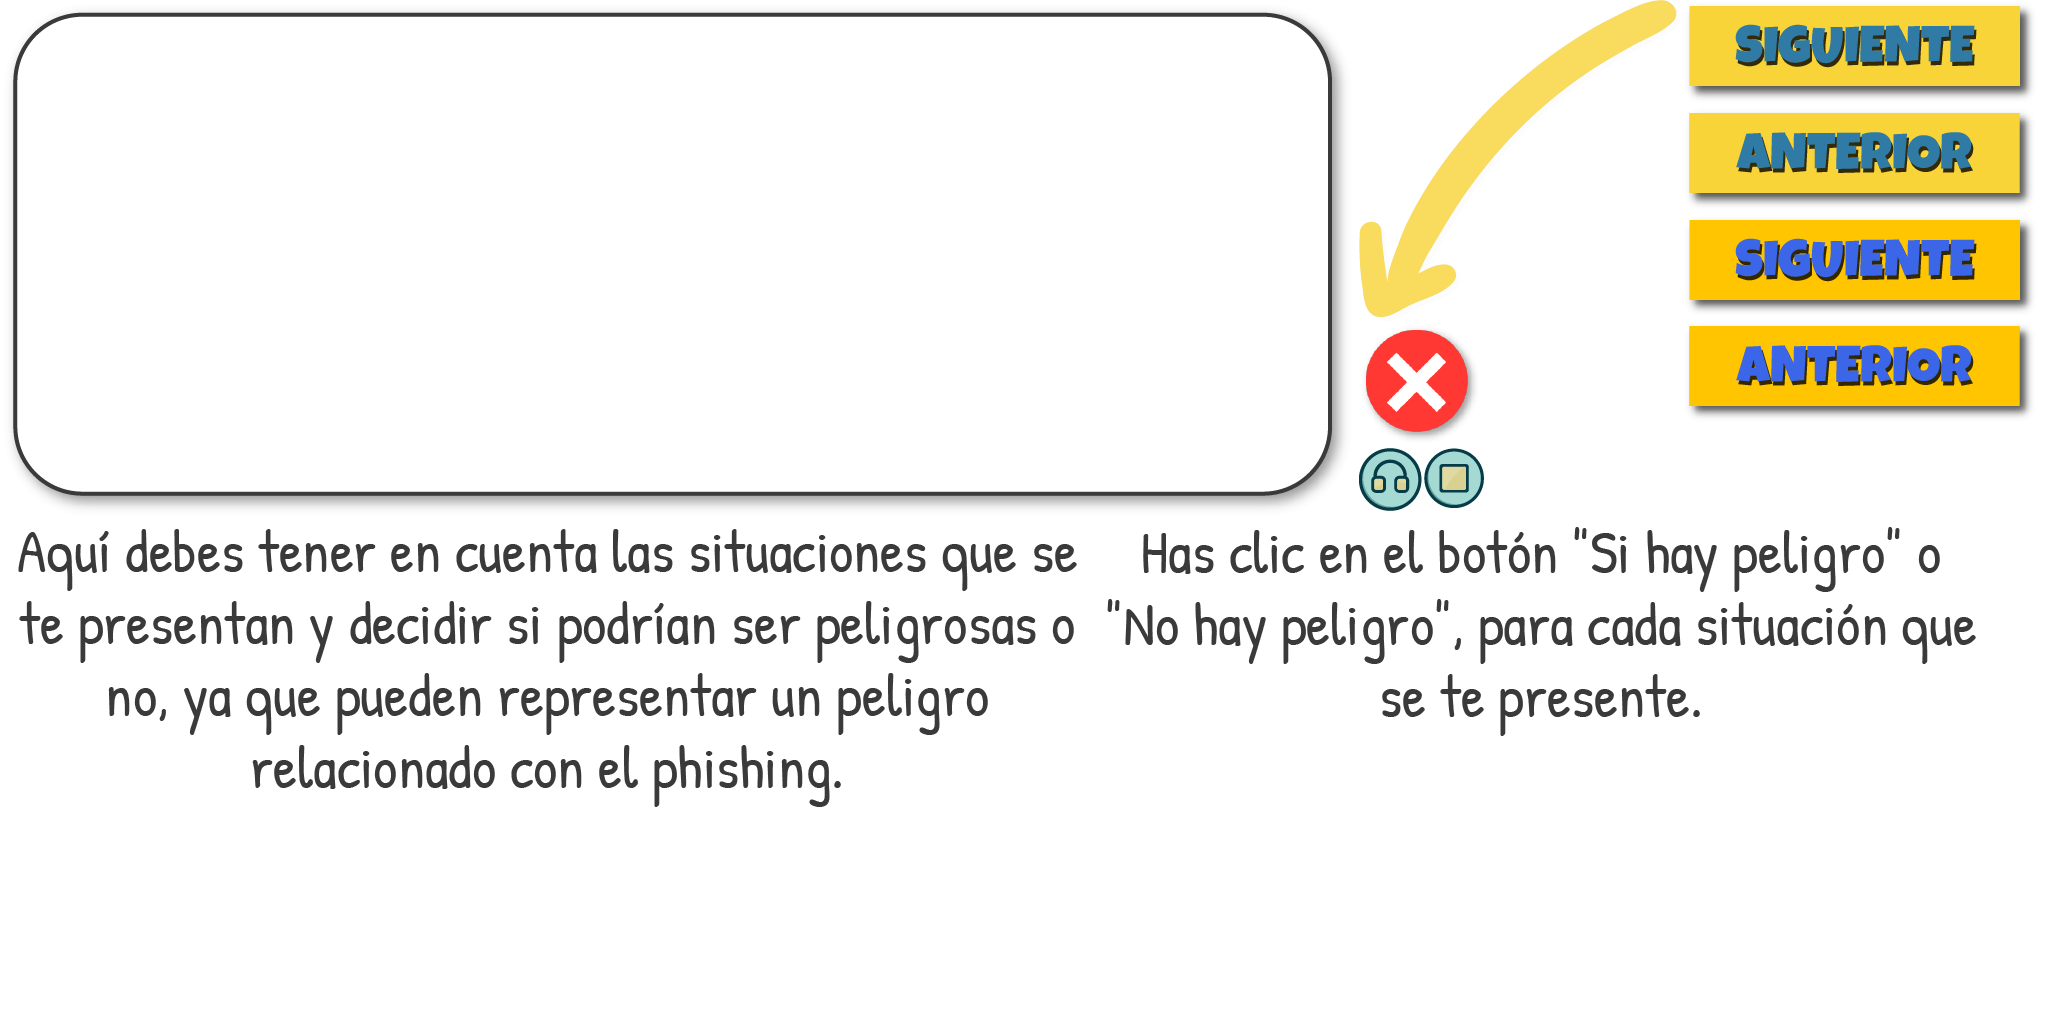 SIGUIENTE
ANTERIOR
SIGUIENTE
ANTERIOR
Aquí debes tener en cuenta las situaciones que se
te presentan y decidir si podrían ser peligrosas o
no, ya que pueden representar un peligro
relacionado con el phishing.
Has clic en el botón "Si hay peligro" o
"No hay peligro", para cada situación que
se te presente.